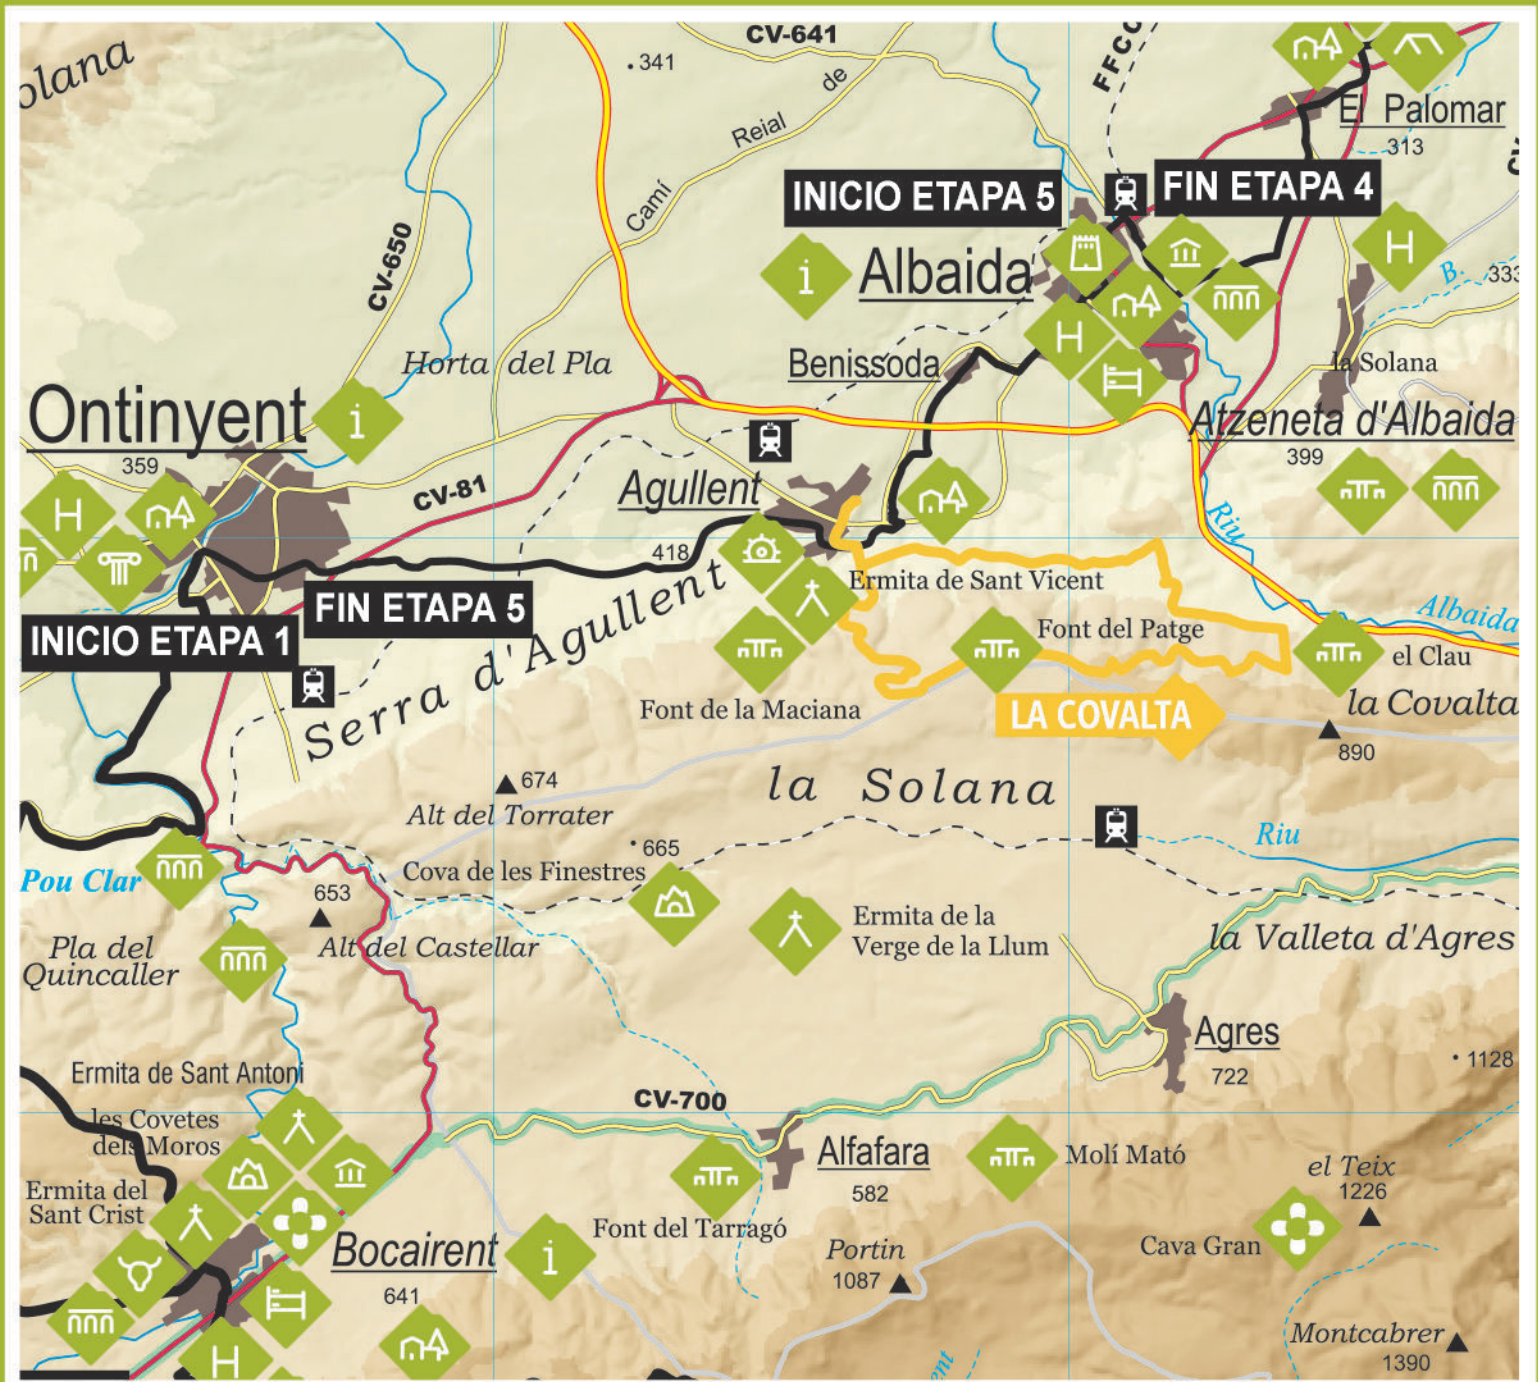 olana
CV-641
de
FFCC
341
El Palomar
313
Reial
Camí
INICIO ETAPA 5
FIN ETAPA 4
H
CV-650
i
Albaida
B.
333
Horta del Pla
Benissoda
H
la Solana
Ontinyent
i
359
Atzeneta d'Albaida
399
CV-81
Agullent
H
Riu
418
Ermita de Sant Vicent
FIN ETAPA 5
INICIO ETAPA 1
Albaida
Font del Patge
el Clau
Serra d'Agullent
Font de la Maciana
LA COVALTA
la Covalta
890
674
Alt del Torrater
la Solana
Riu
665
Cova de les Finestres
Pou Clar
653
Ermita de la
Verge de la Llum
Pla del
Quincaller
Alt del Castellar
la Valleta d'Agres
Agres
722
1128
Ermita de Sant Antoni
les Covetes
dels Moros
CV-700
Alfafara
582
Molí Mató
el Teix
1226
Ermita del
Sant Crist
Font del Tarragó
Cava Gran
Bocairent
641
i
Portin
1087
H
Montcabrer
1390
ent